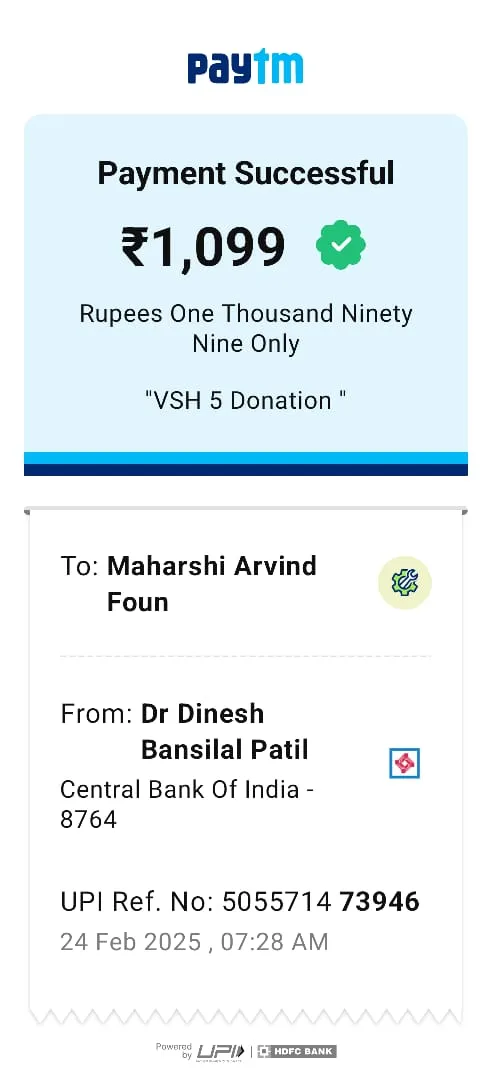 paytm
Payment Successful
₹1,099
Rupees One Thousand Ninety
Nine Only
"VSH 5 Donation "
To: Maharshi Arvind
Foun
From: Dr Dinesh
Bansilal Patil
Central Bank Of India -
8764
UPI Ref. No: 5055714 73946
24 Feb 2025 , 07:28 AM
Powered
by
UPI
HDFC BANK